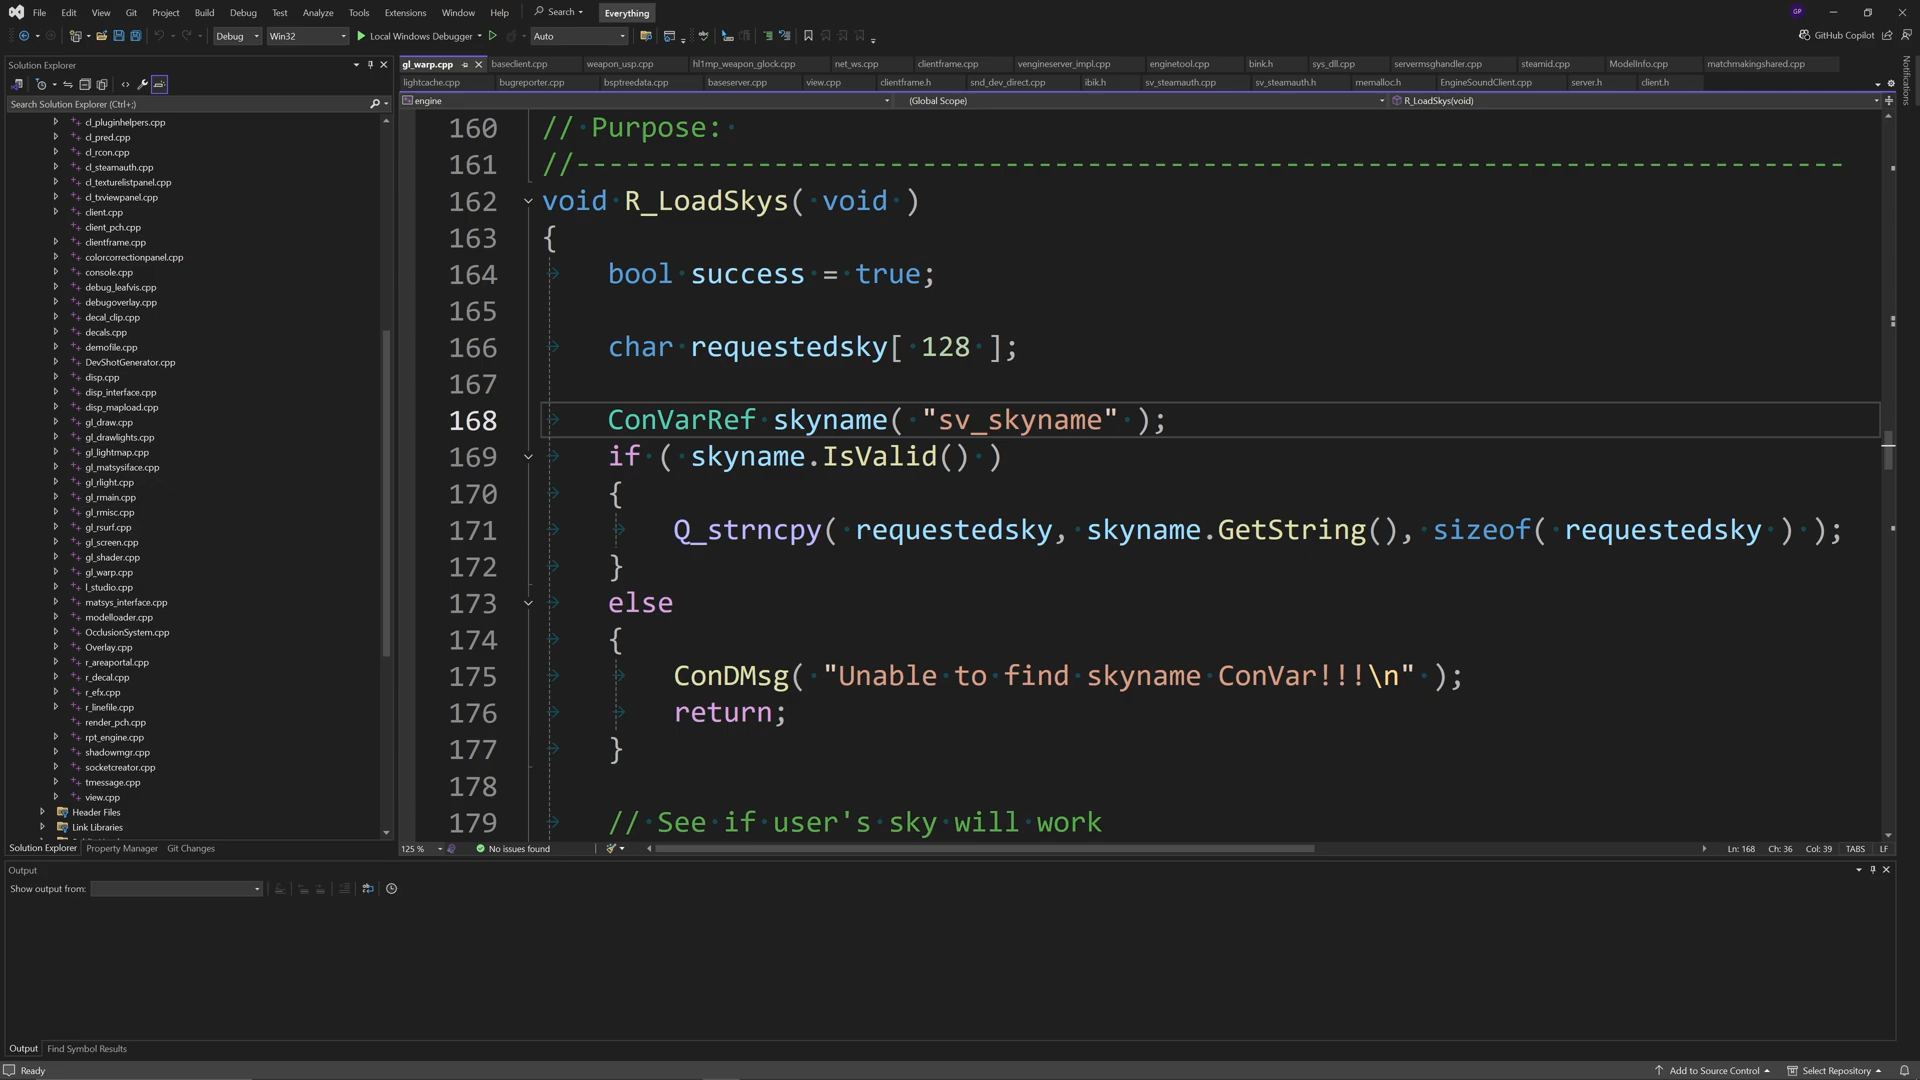 File Edit View Git Project Build Debug Test Analyze Tools Extensions Window Help Search Everything GP
Debug Win32 Local Windows Debugger Auto GitHub Copilot
Solution Explorer
Search Solution Explorer (Ctrl+;)
cl_pluginhelpers.cpp
cl_pred.cpp
cl_rcon.cpp
cl_steamauth.cpp
cl_texturelistpanel.cpp
cl_txviewpanel.cpp
client.cpp
client_pch.cpp
clientframe.cpp
colorcorrectionpanel.cpp
console.cpp
debug_leafvis.cpp
debugoverlay.cpp
decal_clip.cpp
decals.cpp
demofile.cpp
DevShotGenerator.cpp
disp.cpp
disp_interface.cpp
disp_mapload.cpp
gl_draw.cpp
gl_drawlights.cpp
gl_lightmap.cpp
gl_matsysiface.cpp
gl_rlight.cpp
gl_rmain.cpp
gl_rmisc.cpp
gl_rsurf.cpp
gl_screen.cpp
gl_shader.cpp
gl_warp.cpp
l_studio.cpp
matsys_interface.cpp
modelloader.cpp
OcclusionSystem.cpp
Overlay.cpp
r_areaportal.cpp
r_decal.cpp
r_efx.cpp
r_linefile.cpp
render_pch.cpp
rpt_engine.cpp
shadowmgr.cpp
socketcreator.cpp
tmessage.cpp
view.cpp
Header Files
Link Libraries
Solution Explorer Property Manager Git Changes
gl_warp.cpp baseclient.cpp weapon_usp.cpp hl1mp_weapon_glock.cpp net_ws.cpp clientframe.cpp vengineserver_impl.cpp enginetool.cpp bink.h sys_dll.cpp servermsghandler.cpp steamid.cpp ModelInfo.cpp matchmakingshared.cpp
lightcache.cpp bugreporter.cpp bsptreedata.cpp baseserver.cpp view.cpp clientframe.h snd_dev_direct.cpp ibik.h sv_steamauth.cpp sv_steamauth.h memalloc.h EngineSoundClient.cpp server.h client.h
engine (Global Scope) R_LoadSkys(void)
160 // Purpose:
161 //-----------------------------------------------------------------------------
162 void R_LoadSkys( void )
163 {
164 bool success = true;
165
166 char requestedsky[ 128 ];
167
168 ConVarRef skyname( "sv_skyname" );
169 if ( skyname.IsValid() )
170 {
171 Q_strncpy( requestedsky, skyname.GetString(), sizeof( requestedsky ) );
172 }
173 else
174 {
175 ConDMsg( "Unable to find skyname ConVar!!!\n" );
176 return;
177 }
178
179 // See if user's sky will work
125 % No issues found Ln: 168 Ch: 36 Col: 39 TABS LF
Notifications
Output
Show output from:
Output Find Symbol Results
Ready Add to Source Control Select Repository